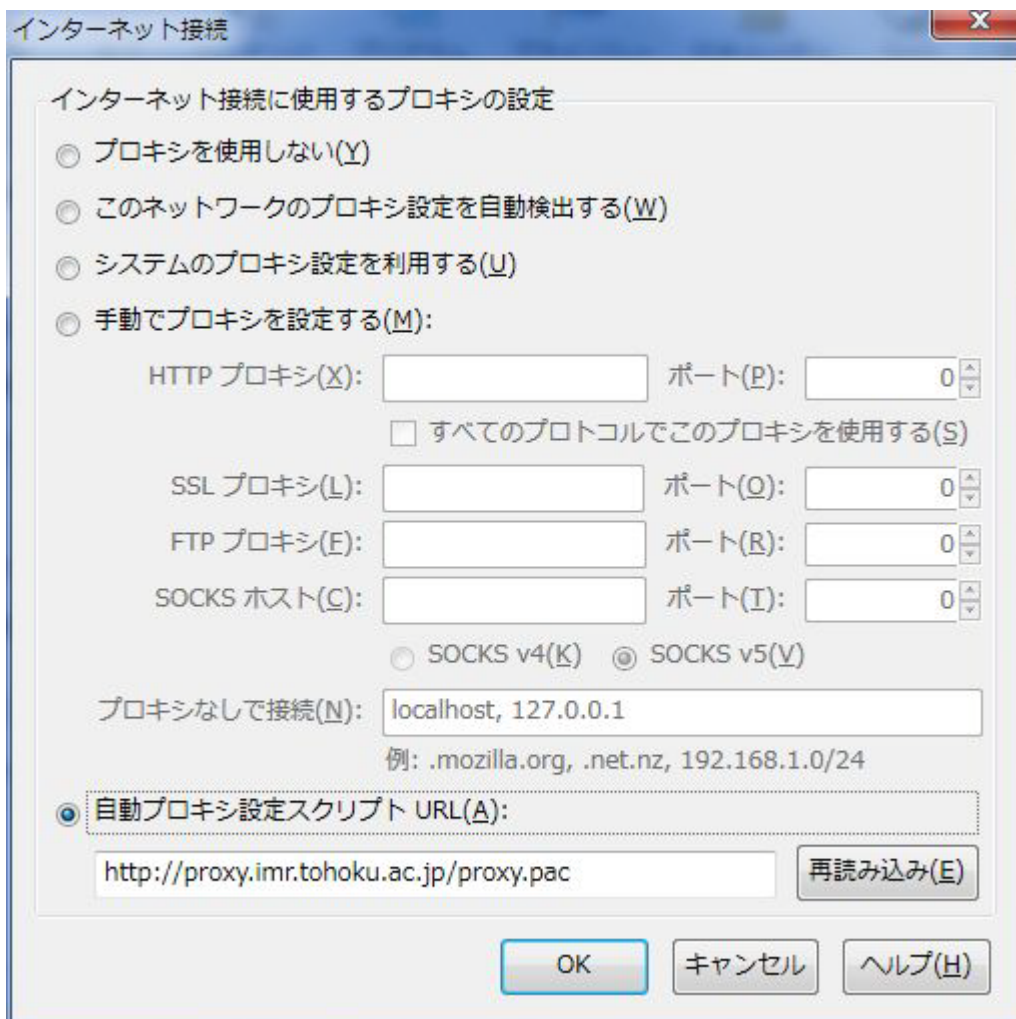 インターネット接続
インターネット接続に使用するプロキシの設定
プロキシを使用しない(Y)
このネットワークのプロキシ設定を自動検出する(W)
システムのプロキシ設定を利用する(U)
手動でプロキシを設定する(M):
HTTP プロキシ(X): ポート(P): 0
すべてのプロトコルでこのプロキシを使用する(S)
SSL プロキシ(L): ポート(O): 0
FTP プロキシ(F): ポート(R): 0
SOCKS ホスト(C): ポート(T): 0
SOCKS v4(K) SOCKS v5(V)
プロキシなしで接続(N): localhost, 127.0.0.1
例: .mozilla.org, .net.nz, 192.168.1.0/24
自動プロキシ設定スクリプト URL(A):
http://proxy.imr.tohoku.ac.jp/proxy.pac 再読み込み(E)
OK キャンセル ヘルプ(H)